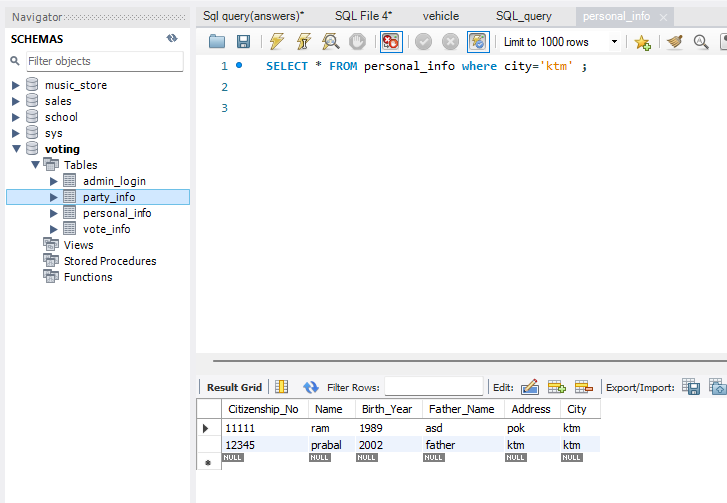 Navigator
SCHEMAS
Filter objects
music_store
sales
school
sys
voting
Tables
admin_login
party_info
personal_info
vote_info
Views
Stored Procedures
Functions
Sql query(answers)* SQL File 4* vehicle SQL_query personal_info
Limit to 1000 rows
1 SELECT * FROM personal_info where city='ktm' ;
2
3
Result Grid Filter Rows: Edit: Export/Import:
Citizenship_No Name Birth_Year Father_Name Address City
11111 ram 1989 asd pok ktm
12345 prabal 2002 father ktm ktm
NULL NULL NULL NULL NULL NULL